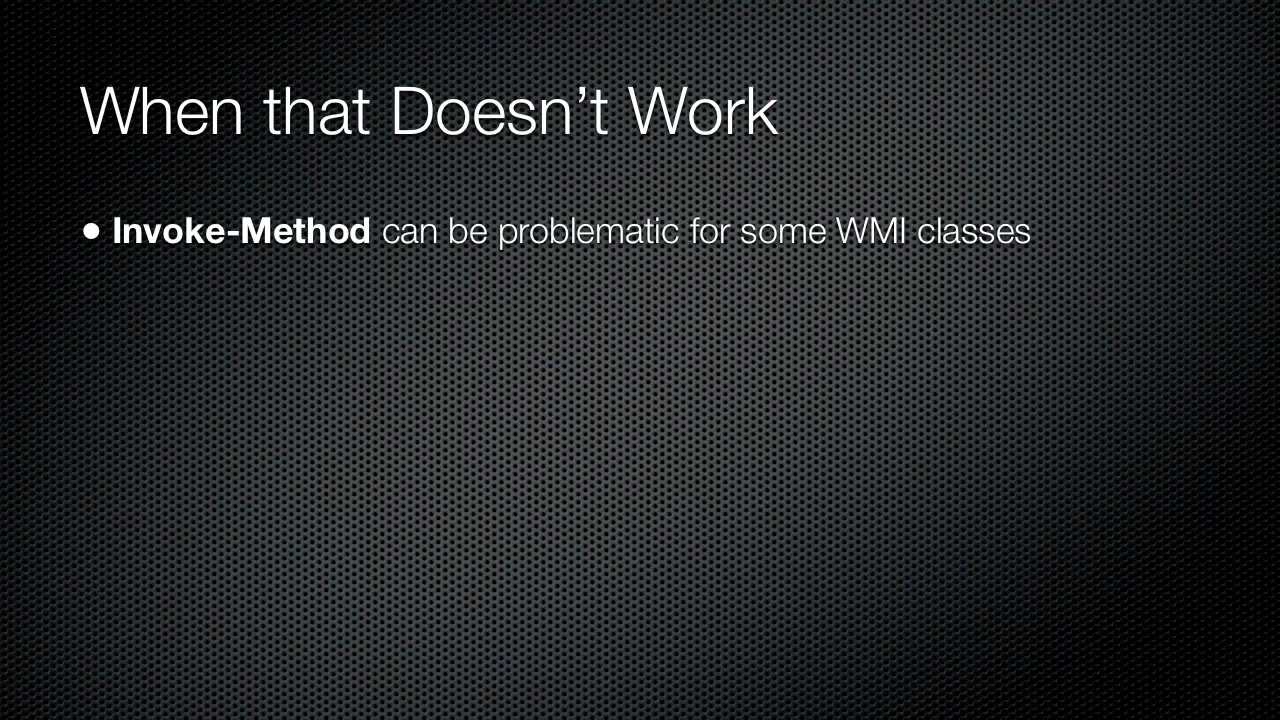 When that Doesn’t Work
• Invoke-Method can be problematic for some WMI classes